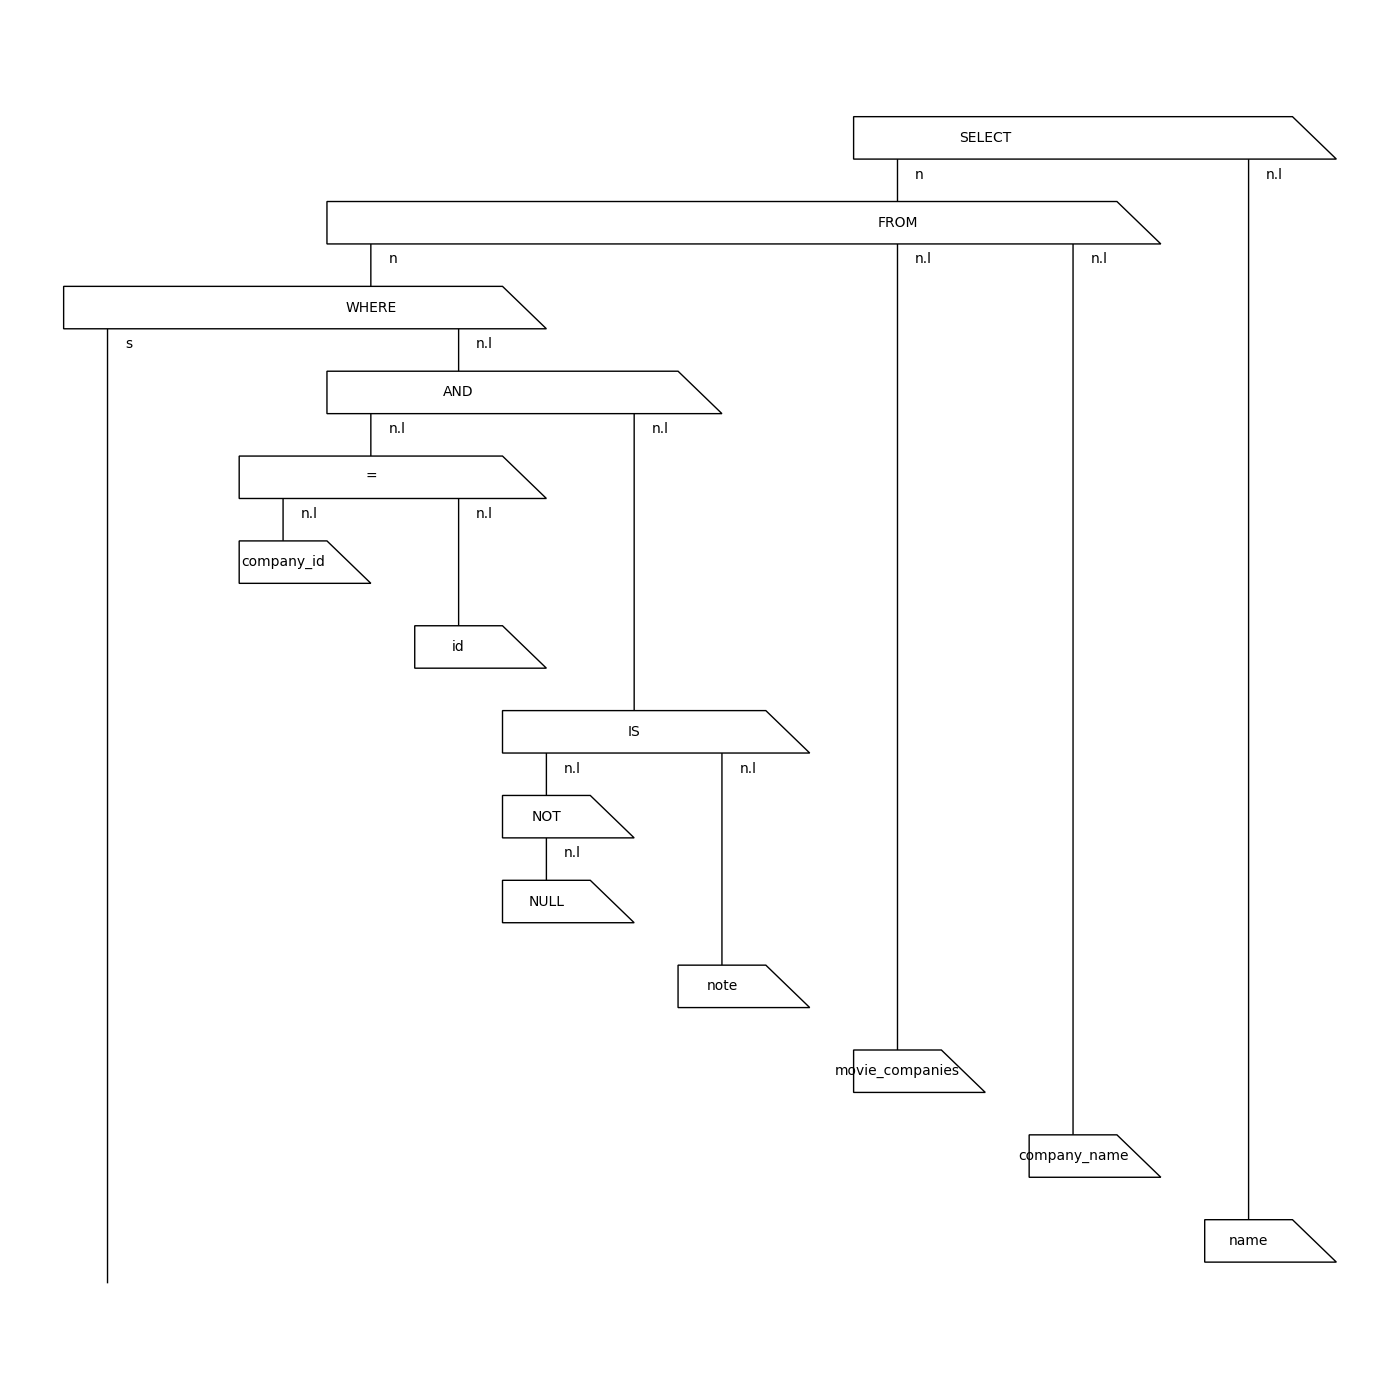 SELECT
n n.l
FROM
n n.l n.l
WHERE
s n.l
AND
n.l n.l
=
n.l n.l
company_id
id
IS
n.l n.l
NOT
n.l
NULL
note
movie_companies
company_name
name